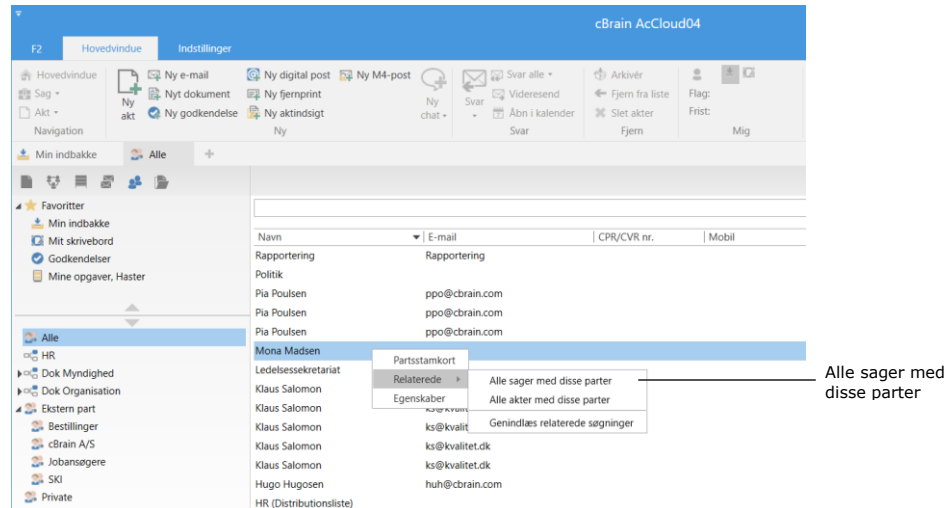 cBrain AcCloud04
F2 Hovedvindue Indstillinger
Hovedvindue
Sag
Akt
Navigation
Ny akt
Ny e-mail
Nyt dokument
Ny godkendelse
Ny digital post
Ny fjernprint
Ny aktindsigt
Ny M4-post
Ny
Ny chat
Svar
Svar alle
Videresend
Åbn i kalender
Svar
Arkivér
Fjern fra liste
Slet akter
Fjern
Flag:
Frist:
Mig
Min indbakke Alle
Favoritter
Min indbakke
Mit skrivebord
Godkendelser
Mine opgaver, Haster
Alle
HR
Dok Myndighed
Dok Organisation
Ekstern part
Bestillinger
cBrain A/S
Jobansøgere
SKI
Private
Navn E-mail CPR/CVR nr. Mobil
Rapportering Rapportering
Politik
Pia Poulsen ppo@cbrain.com
Pia Poulsen ppo@cbrain.com
Pia Poulsen ppo@cbrain.com
Mona Madsen
Ledelsessekretariat
Klaus Salomon
Klaus Salomon
Klaus Salomon
Klaus Salomon ks@kvalitet.dk
Klaus Salomon ks@kvalitet.dk
Hugo Hugosen huh@cbrain.com
HR (Distributionsliste)
Partsstamkort
Relaterede
Egenskaber
Alle sager med disse parter
Alle akter med disse parter
Genindlæs relaterede søgninger
Alle sager med
disse parter